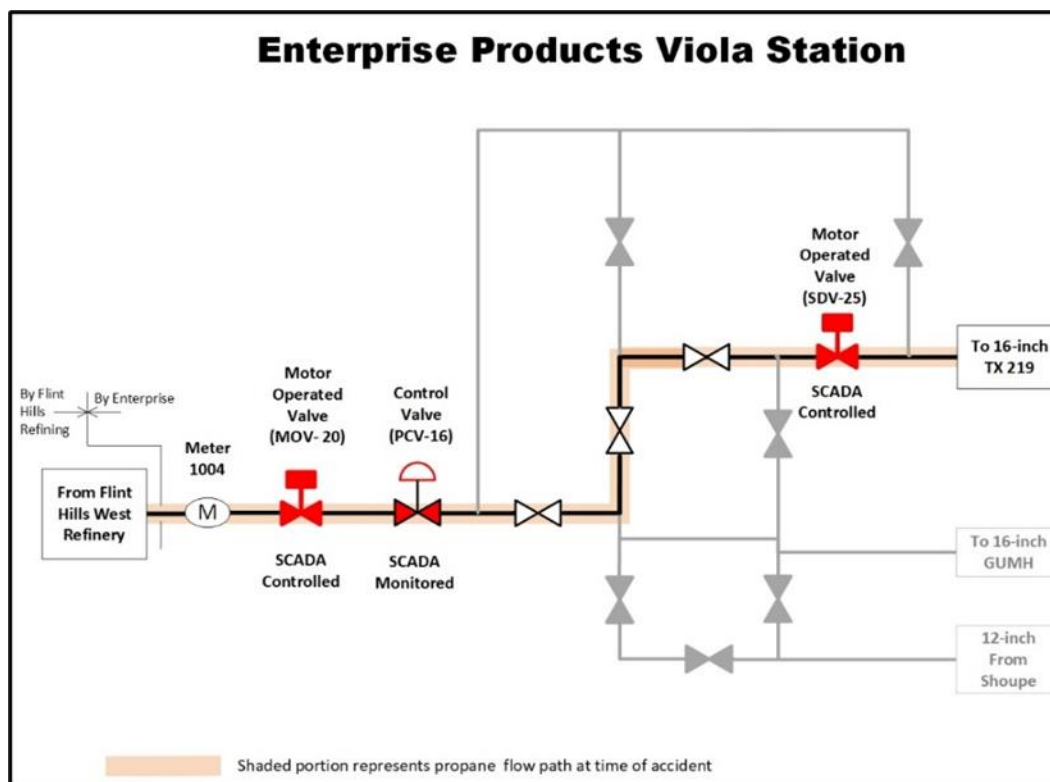 Enterprise Products Viola Station
Motor
Operated
Valve
(SDV-25)
SCADA
Controlled
To 16-inch
TX 219
By Flint
Hills
Refining
By Enterprise
Meter
1004
Motor
Operated
Valve
(MOV- 20)
Control
Valve
(PCV-16)
From Flint
Hills West
Refinery
M
SCADA
Controlled
SCADA
Monitored
To 16-inch
GUMH
12-inch
From
Shoupe
Shaded portion represents propane flow path at time of accident